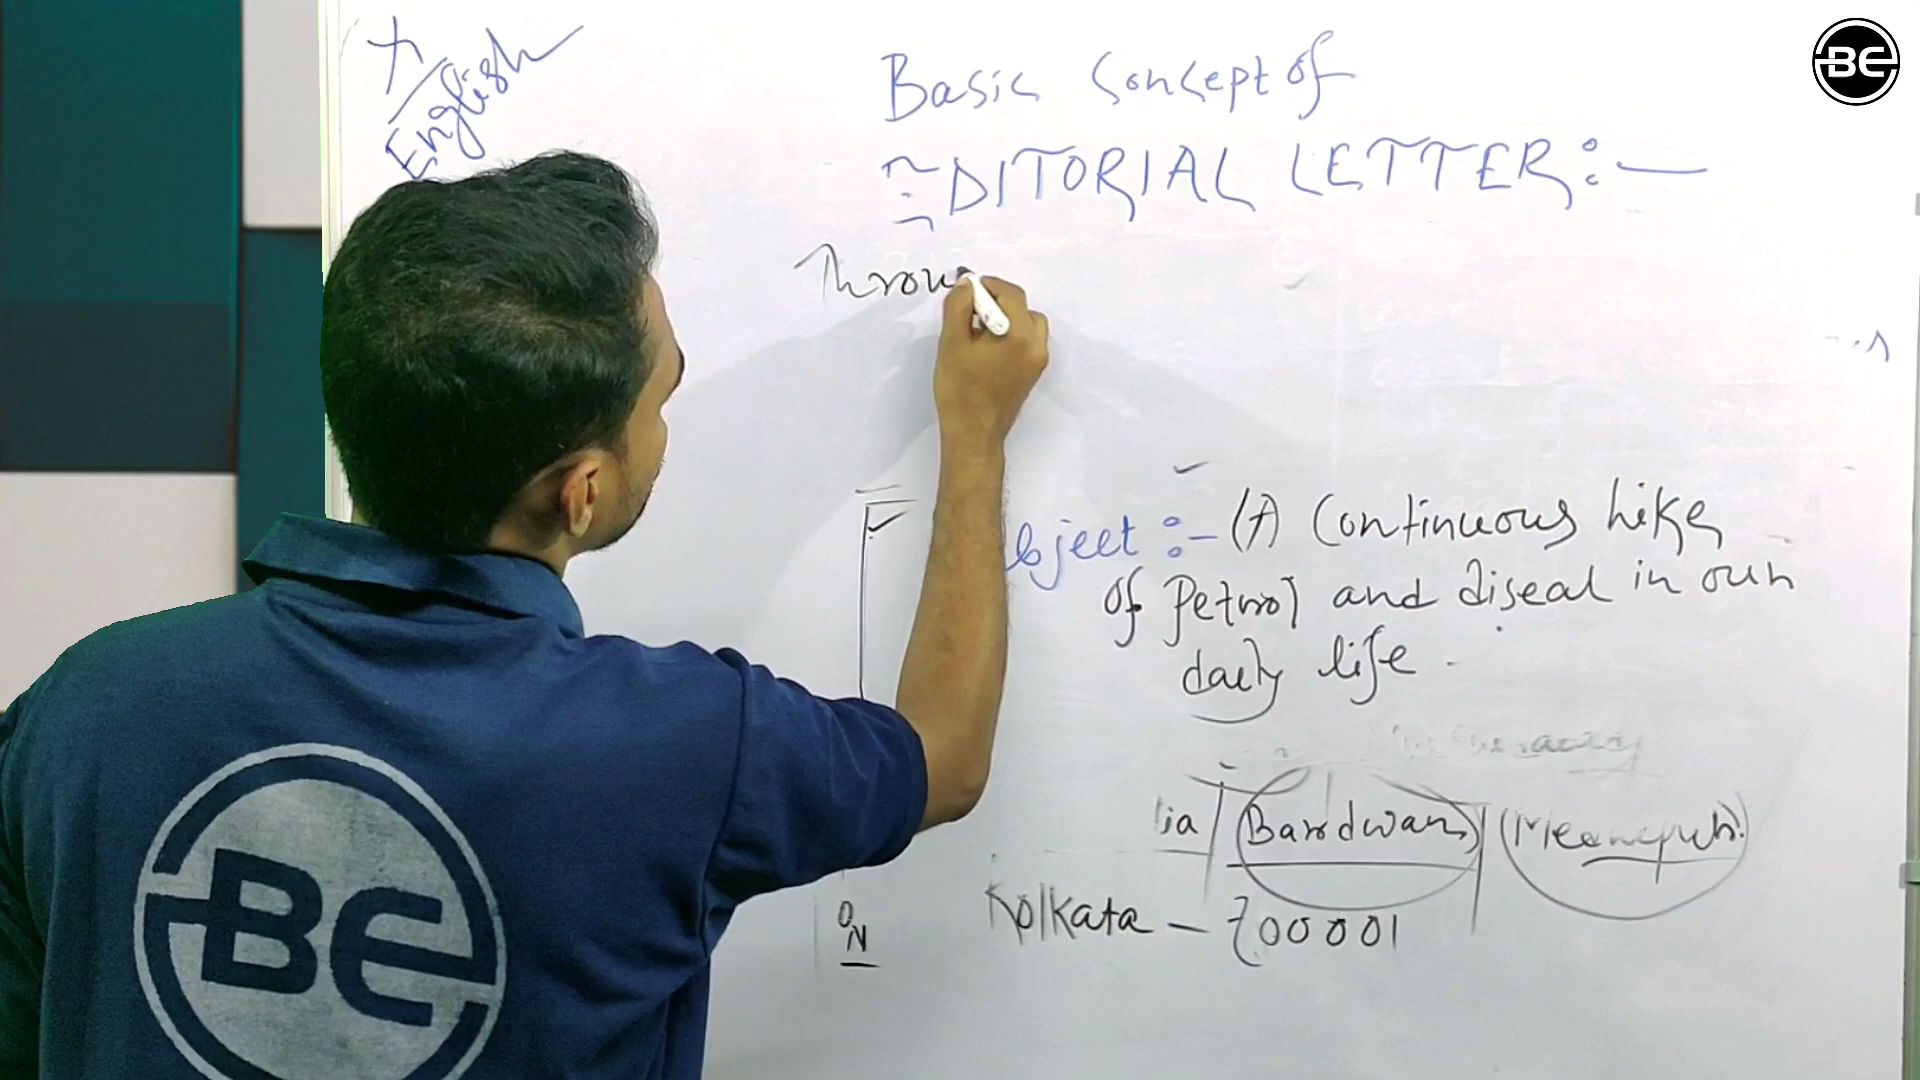 BE
English
Basic Concept of
EDITORIAL LETTER :—
Throu
bject :- (A) Continuous hike
of petrol and diseal in our
daily life.
ia / Bardwan / 
Kolkata - 700001
ON
BE